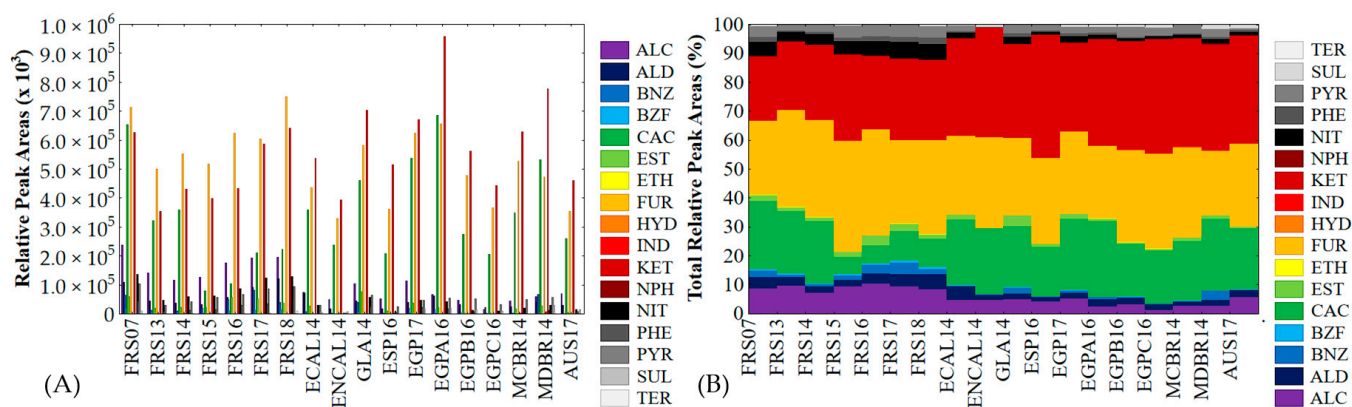 Relative Peak Areas (x 10³)
1.0 × 10⁶
9.0 × 10⁵
8.0 × 10⁵
7.0 × 10⁵
6.0 × 10⁵
5.0 × 10⁵
4.0 × 10⁵
3.0 × 10⁵
2.0 × 10⁵
1.0 × 10⁵
0.0
FRS07
FRS13
FRS14
FRS15
FRS16
FRS17
FRS18
ECAL14
ENCAL14
GLA14
ESP16
EGP17
EGPA16
EGPB16
EGPC16
MCBR14
MDBR14
AUS17
ALC
ALD
BNZ
BZF
CAC
EST
ETH
FUR
HYD
IND
KET
NPH
NIT
PHE
PYR
SUL
TER
(A)
Total Relative Peak Areas (%)
100
90
80
70
60
50
40
30
20
10
0
FRS07
FRS13
FRS14
FRS15
FRS16
FRS17
FRS18
ECAL14
ENCAL14
GLA14
ESP16
EGP17
EGPA16
EGPB16
EGPC16
MCBR14
MDBR14
AUS17
TER
SUL
PYR
PHE
NIT
NPH
KET
IND
HYD
FUR
ETH
EST
CAC
BZF
BNZ
ALD
ALC
(B)